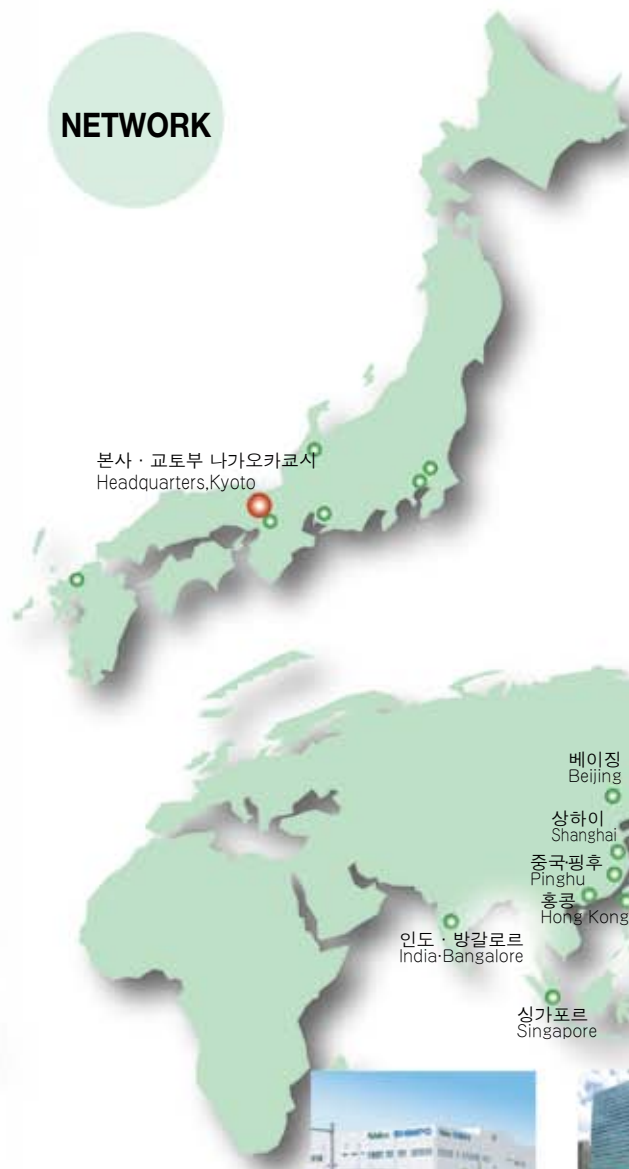 NETWORK
본사 · 교토부 나가오카쿄시
Headquarters,Kyoto
베이징
Beijing
상하이
Shanghai
중국핑후
Pinghu
홍콩
Hong Kong
인도 · 방갈로르
India·Bangalore
싱가포르
Singapore